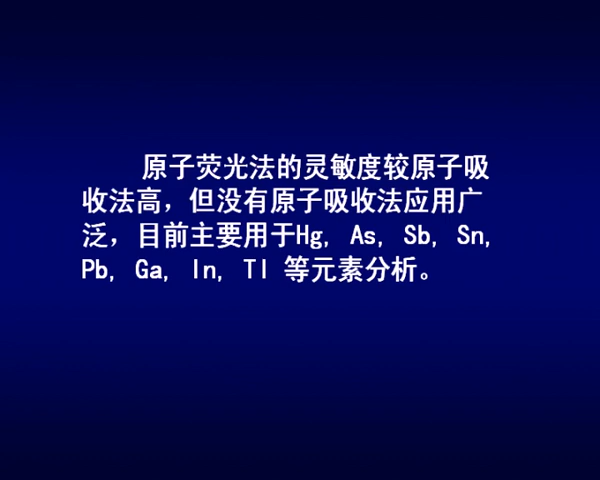 原子荧光法的灵敏度较原子吸
收法高，但没有原子吸收法应用广
泛，目前主要用于Hg, As, Sb, Sn,
Pb, Ga, In, Tl 等元素分析。